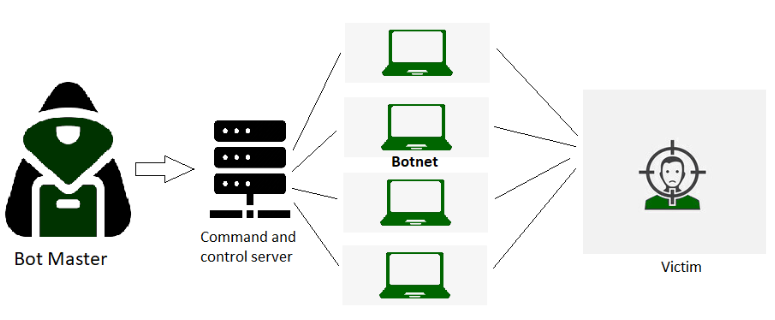 Bot Master
Command and
control server
Botnet
Victim